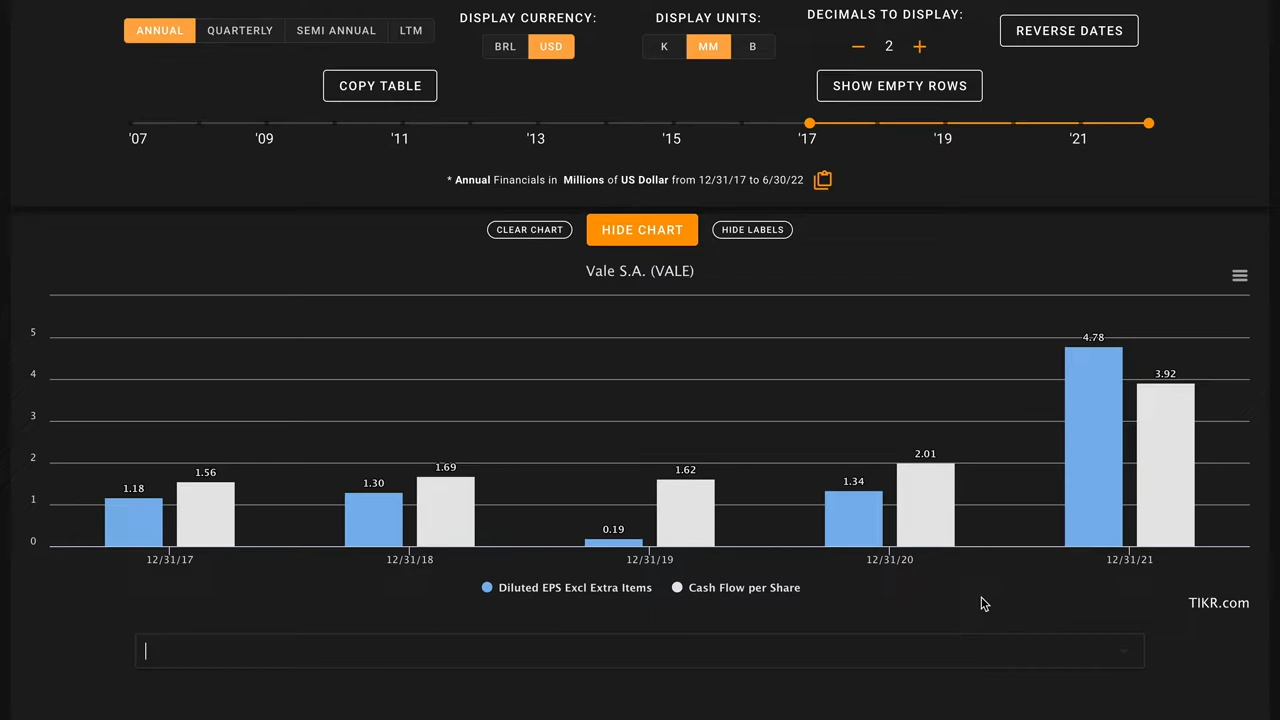 ANNUAL QUARTERLY SEMI ANNUAL LTM
DISPLAY CURRENCY:
BRL USD
DISPLAY UNITS:
K MM B
DECIMALS TO DISPLAY:
− 2 +
REVERSE DATES
COPY TABLE
SHOW EMPTY ROWS
'07 '09 '11 '13 '15 '17 '19 '21
* Annual Financials in Millions of US Dollar from 12/31/17 to 6/30/22
CLEAR CHART HIDE CHART HIDE LABELS
Vale S.A. (VALE)
5
4
3
2
1
0
1.18 1.56 1.30 1.69 0.19 1.62 1.34 2.01 4.78 3.92
12/31/17 12/31/18 12/31/19 12/31/20 12/31/21
Diluted EPS Excl Extra Items Cash Flow per Share
TIKR.com